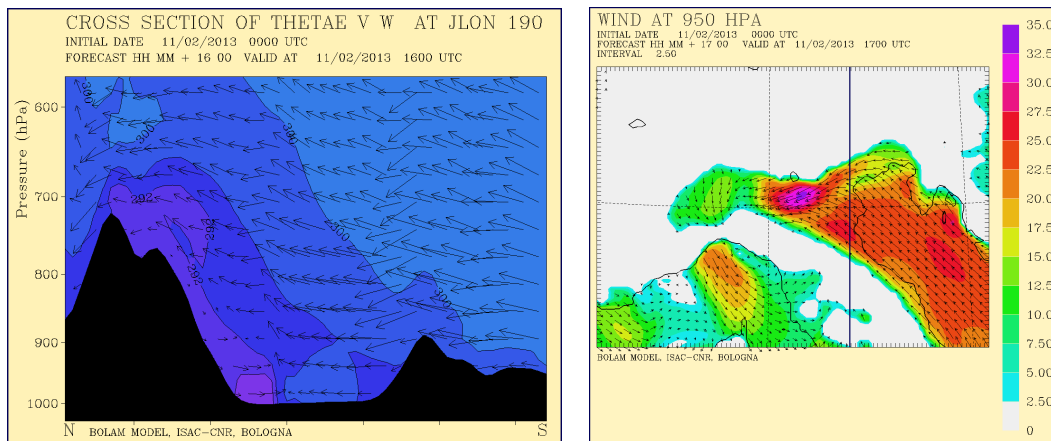 CROSS SECTION OF THETAE V W AT JLON 190
INITIAL DATE 11/02/2013 0000 UTC
FORECAST HH MM + 16 00 VALID AT 11/02/2013 1600 UTC
Pressure (hPa)
600
700
800
900
1000
300
300
300
300
300
292
292
292
N
S
BOLAM MODEL, ISAC-CNR, BOLOGNA
WIND AT 950 HPA
INITIAL DATE 11/02/2013 0000 UTC
FORECAST HH MM + 17 00 VALID AT 11/02/2013 1700 UTC
INTERVAL 2.50
BOLAM MODEL, ISAC-CNR, BOLOGNA
35.0
32.5
30.0
27.5
25.0
22.5
20.0
17.5
15.0
12.5
10.0
7.50
5.00
2.50
0